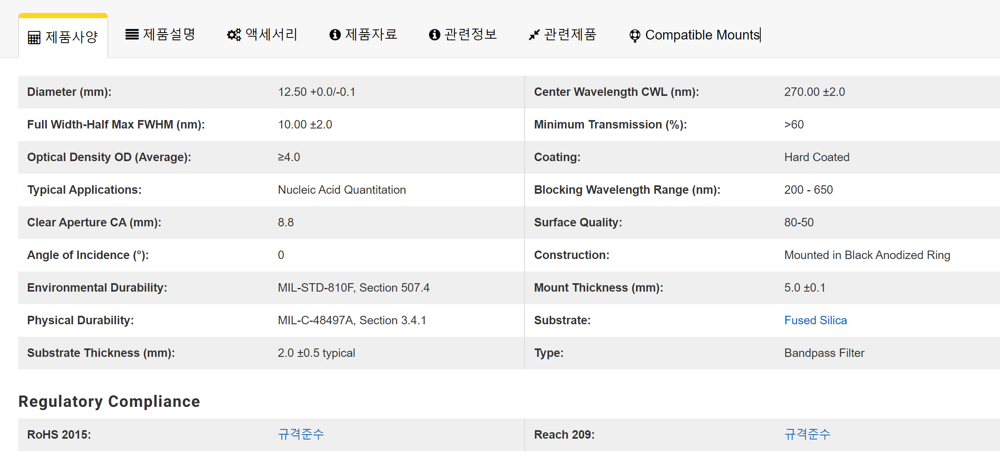 제품사양 제품설명 액세서리 제품자료 관련정보 관련제품 Compatible Mounts
Diameter (mm): 12.50 +0.0/-0.1 Center Wavelength CWL (nm): 270.00 ±2.0
Full Width-Half Max FWHM (nm): 10.00 ±2.0 Minimum Transmission (%): >60
Optical Density OD (Average): ≥4.0 Coating: Hard Coated
Typical Applications: Nucleic Acid Quantitation Blocking Wavelength Range (nm): 200 - 650
Clear Aperture CA (mm): 8.8 Surface Quality: 80-50
Angle of Incidence (°): 0 Construction: Mounted in Black Anodized Ring
Environmental Durability: MIL-STD-810F, Section 507.4 Mount Thickness (mm): 5.0 ±0.1
Physical Durability: MIL-C-48497A, Section 3.4.1 Substrate: Fused Silica
Substrate Thickness (mm): 2.0 ±0.5 typical Type: Bandpass Filter
Regulatory Compliance
RoHS 2015: 규격준수 Reach 209: 규격준수